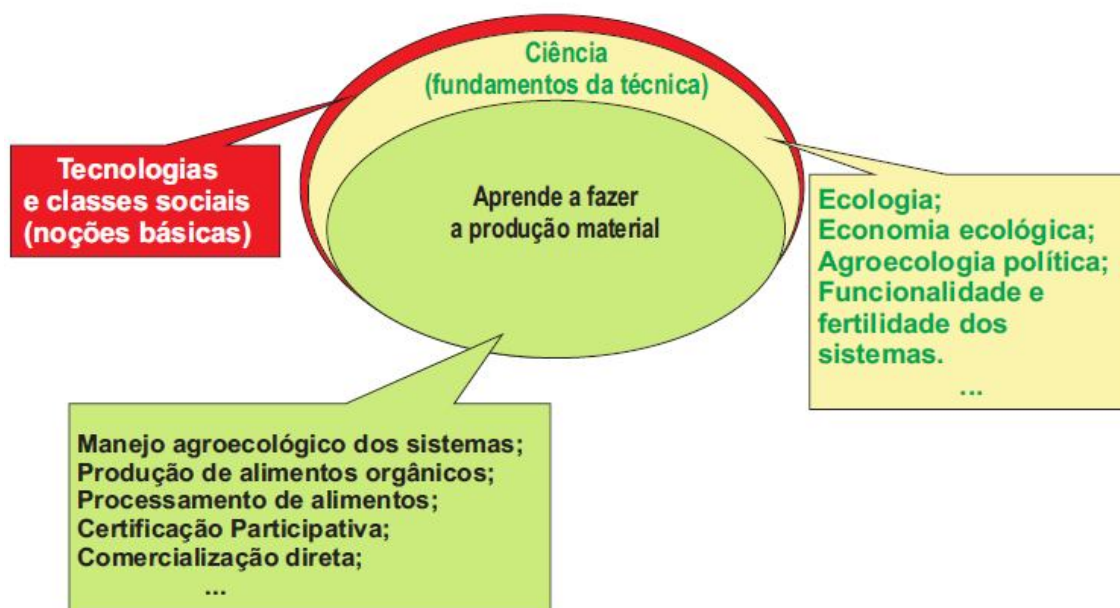 Ciência
(fundamentos da técnica)
Aprende a fazer
a produção material
Tecnologias
e classes sociais
(noções básicas)
Ecologia;
Economia ecológica;
Agroecologia política;
Funcionalidade e
fertilidade dos
sistemas.
...
Manejo agroecológico dos sistemas;
Produção de alimentos orgânicos;
Processamento de alimentos;
Certificação Participativa;
Comercialização direta;
...